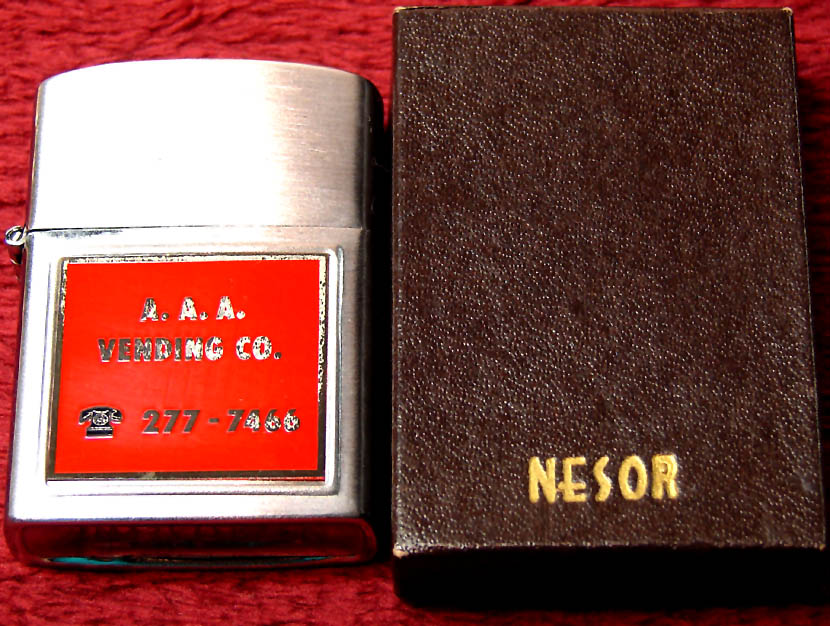 A. A. A.
VENDING CO.
277-7466
NESOR